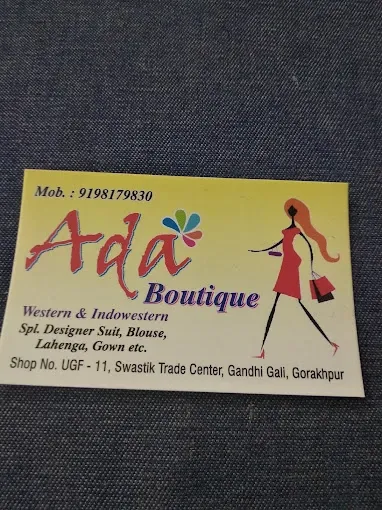 Mob. : 9198179830
Ada
Boutique
Western & Indowestern
Spl. Designer Suit, Blouse,
Lahenga, Gown etc.
Shop No. UGF - 11, Swastik Trade Center, Gandhi Gali, Gorakhpur